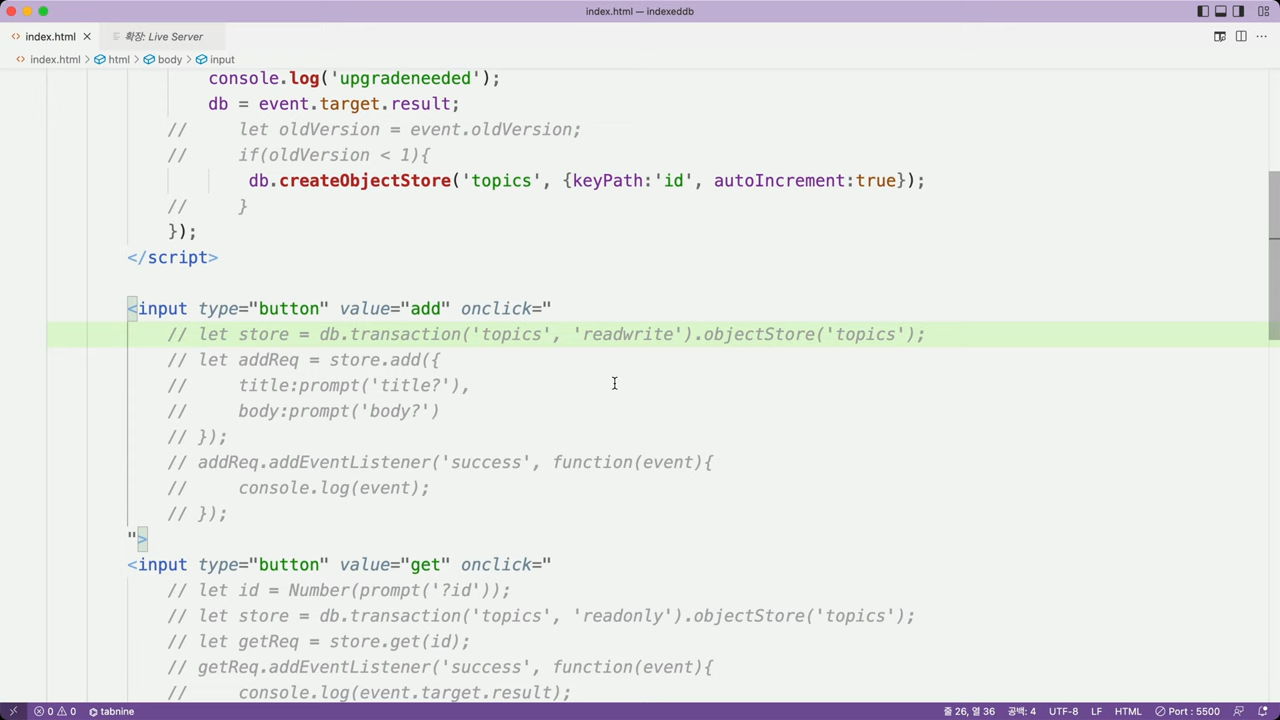 index.html — indexeddb
index.html
확장: Live Server
index.html > html > body > input
console.log('upgradeneeded');
db = event.target.result;
//     let oldVersion = event.oldVersion;
//     if(oldVersion < 1){
db.createObjectStore('topics', {keyPath:'id', autoIncrement:true});
//     }
});
</script>
<input type="button" value="add" onclick="
// let store = db.transaction('topics', 'readwrite').objectStore('topics');
// let addReq = store.add({
//     title:prompt('title?'),
//     body:prompt('body?')
// });
// addReq.addEventListener('success', function(event){
//     console.log(event);
// });
">
<input type="button" value="get" onclick="
// let id = Number(prompt('?id'));
// let store = db.transaction('topics', 'readonly').objectStore('topics');
// let getReq = store.get(id);
// getReq.addEventListener('success', function(event){
//     console.log(event.target.result);
0 0 tabnine 줄 26, 열 36 공백: 4 UTF-8 LF HTML Port : 5500